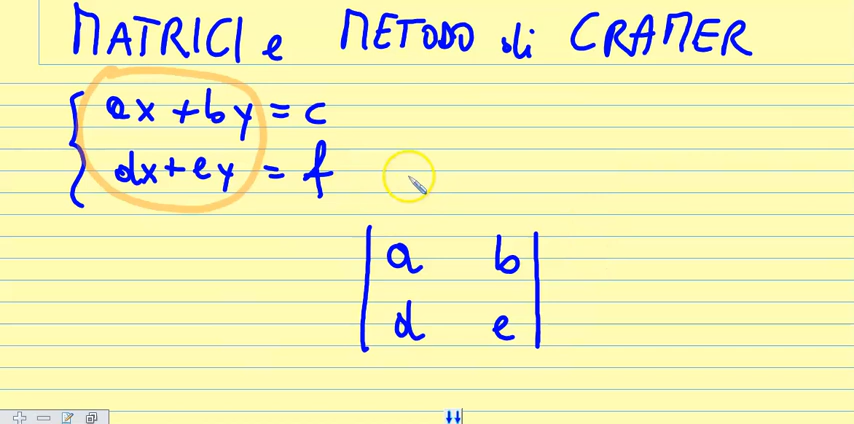 MATRICI e METODO di CRAMER
ax + by = c
dx + ey = f
a b
d e